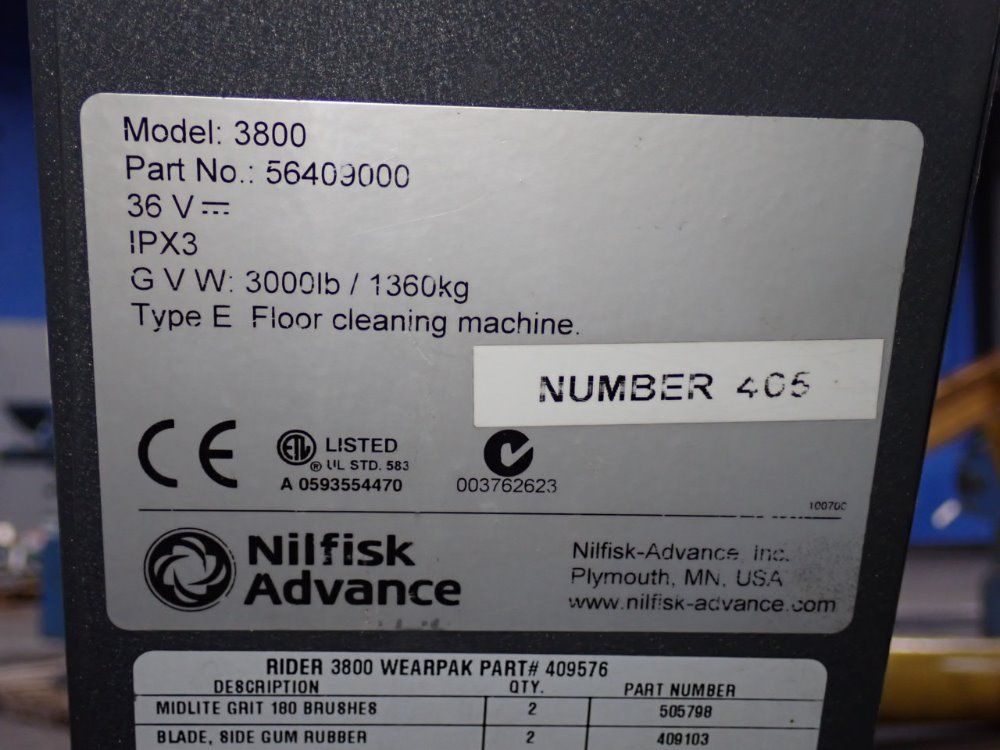 Model: 3800
Part No.: 56409000
36 V
IPX3
G V W: 3000lb / 1360kg
Type E Floor cleaning machine.
NUMBER 405
CE
ETL LISTED
® UL STD. 583
A 0593554470
003762623
Nilfisk
Advance
Nilfisk-Advance, Inc.
Plymouth, MN, USA
www.nilfisk-advance.com
RIDER 3800 WEARPAK PART# 409576
DESCRIPTION QTY. PART NUMBER
MIDLITE GRIT 180 BRUSHES 2 505798
BLADE, SIDE GUM RUBBER 2 409103